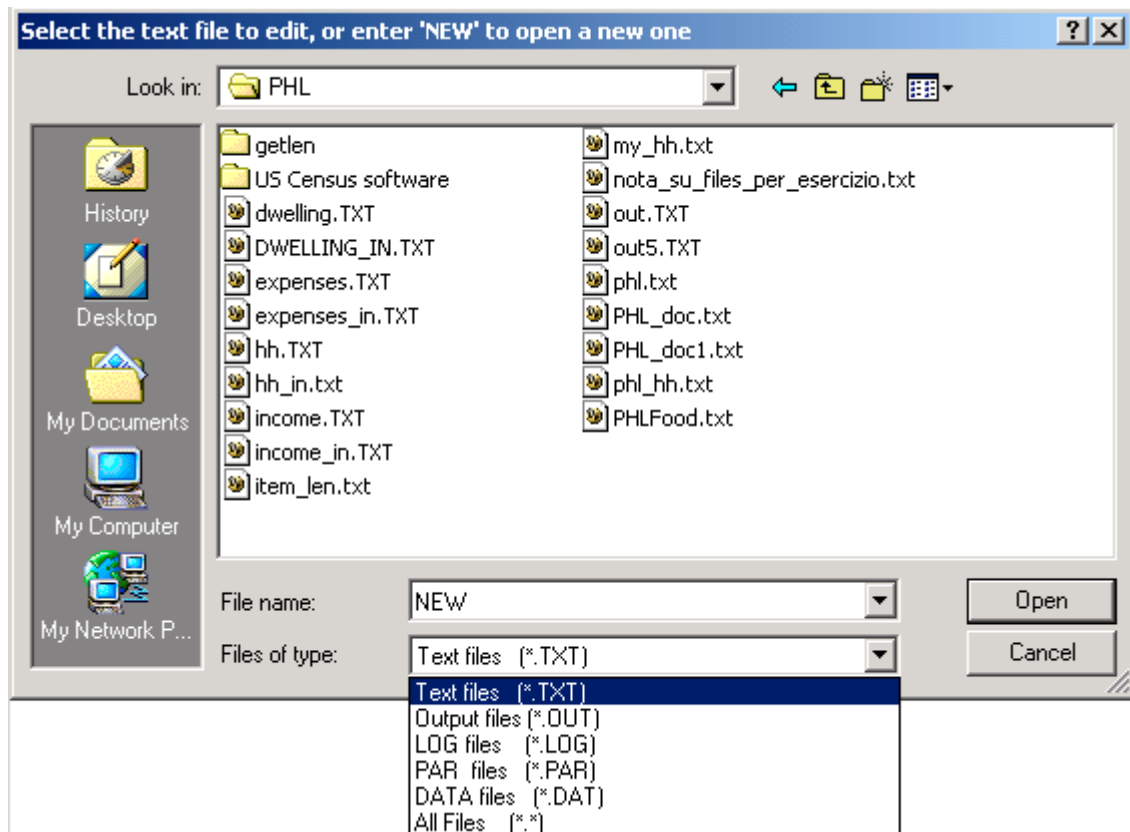 Select the text file to edit, or enter 'NEW' to open a new one
Look in: PHL
History
Desktop
My Documents
My Computer
My Network P...
getlen
US Census software
dwelling.TXT
DWELLING_IN.TXT
expenses.TXT
expenses_in.TXT
hh.TXT
hh_in.txt
income.TXT
income_in.TXT
item_len.txt
my_hh.txt
nota_su_files_per_esercizio.txt
out.TXT
out5.TXT
phl.txt
PHL_doc.txt
PHL_doc1.txt
phl_hh.txt
PHLFood.txt
File name: NEW Open
Files of type: Text files (*.TXT) Cancel
Text files (*.TXT)
Output files (*.OUT)
LOG files (*.LOG)
PAR files (*.PAR)
DATA files (*.DAT)
All Files (*.*)